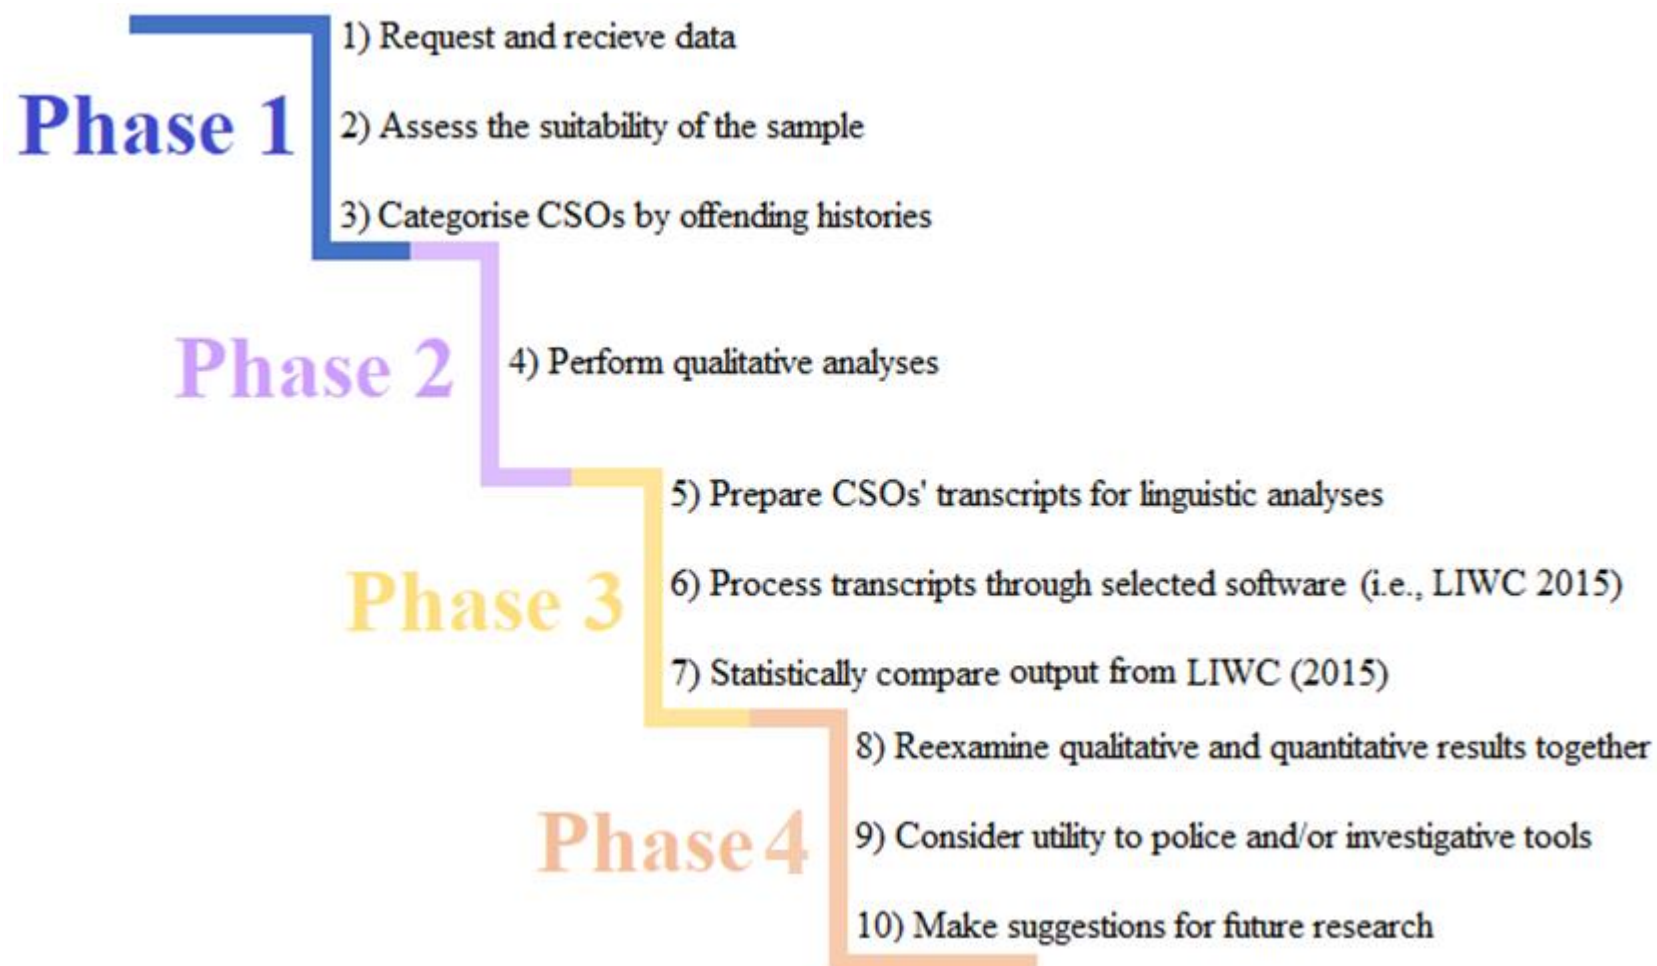 Phase 1
1) Request and recieve data
2) Assess the suitability of the sample
3) Categorise CSOs by offending histories
Phase 2
4) Perform qualitative analyses
Phase 3
5) Prepare CSOs' transcripts for linguistic analyses
6) Process transcripts through selected software (i.e., LIWC 2015)
7) Statistically compare output from LIWC (2015)
Phase 4
8) Reexamine qualitative and quantitative results together
9) Consider utility to police and/or investigative tools
10) Make suggestions for future research